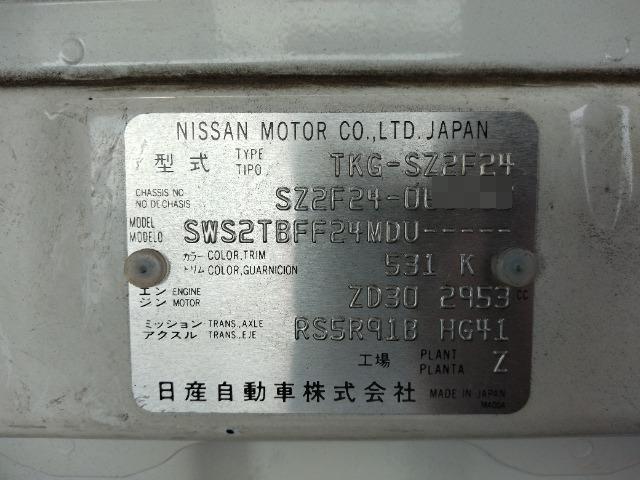 NISSAN MOTOR CO.,LTD. JAPAN
型式 TYPE TIPO TKG-SZ2F24
CHASSIS NO NO DE CHASIS SZ2F24-0
MODEL MODELO SWS2TBFF24MDU-----
カラー COLOR,TRIM
トリム COLOR,GUARNICION 531 K
エンジン ENGINE MOTOR ZD30 2953 CC
ミッション TRANS.,AXLE
アクスル TRANS.,EJE RS5R91B HG41
工場 PLANT PLANTA Z
日産自動車株式会社 MADE IN JAPAN